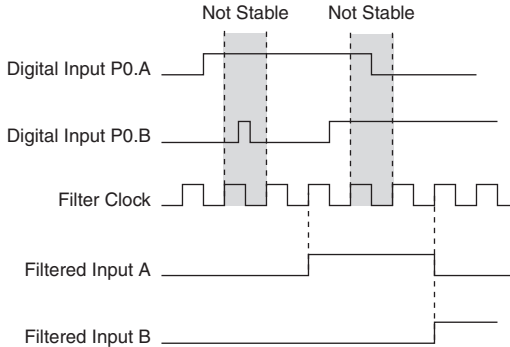 Not Stable Not Stable
Digital Input P0.A
Digital Input P0.B
Filter Clock
Filtered Input A
Filtered Input B